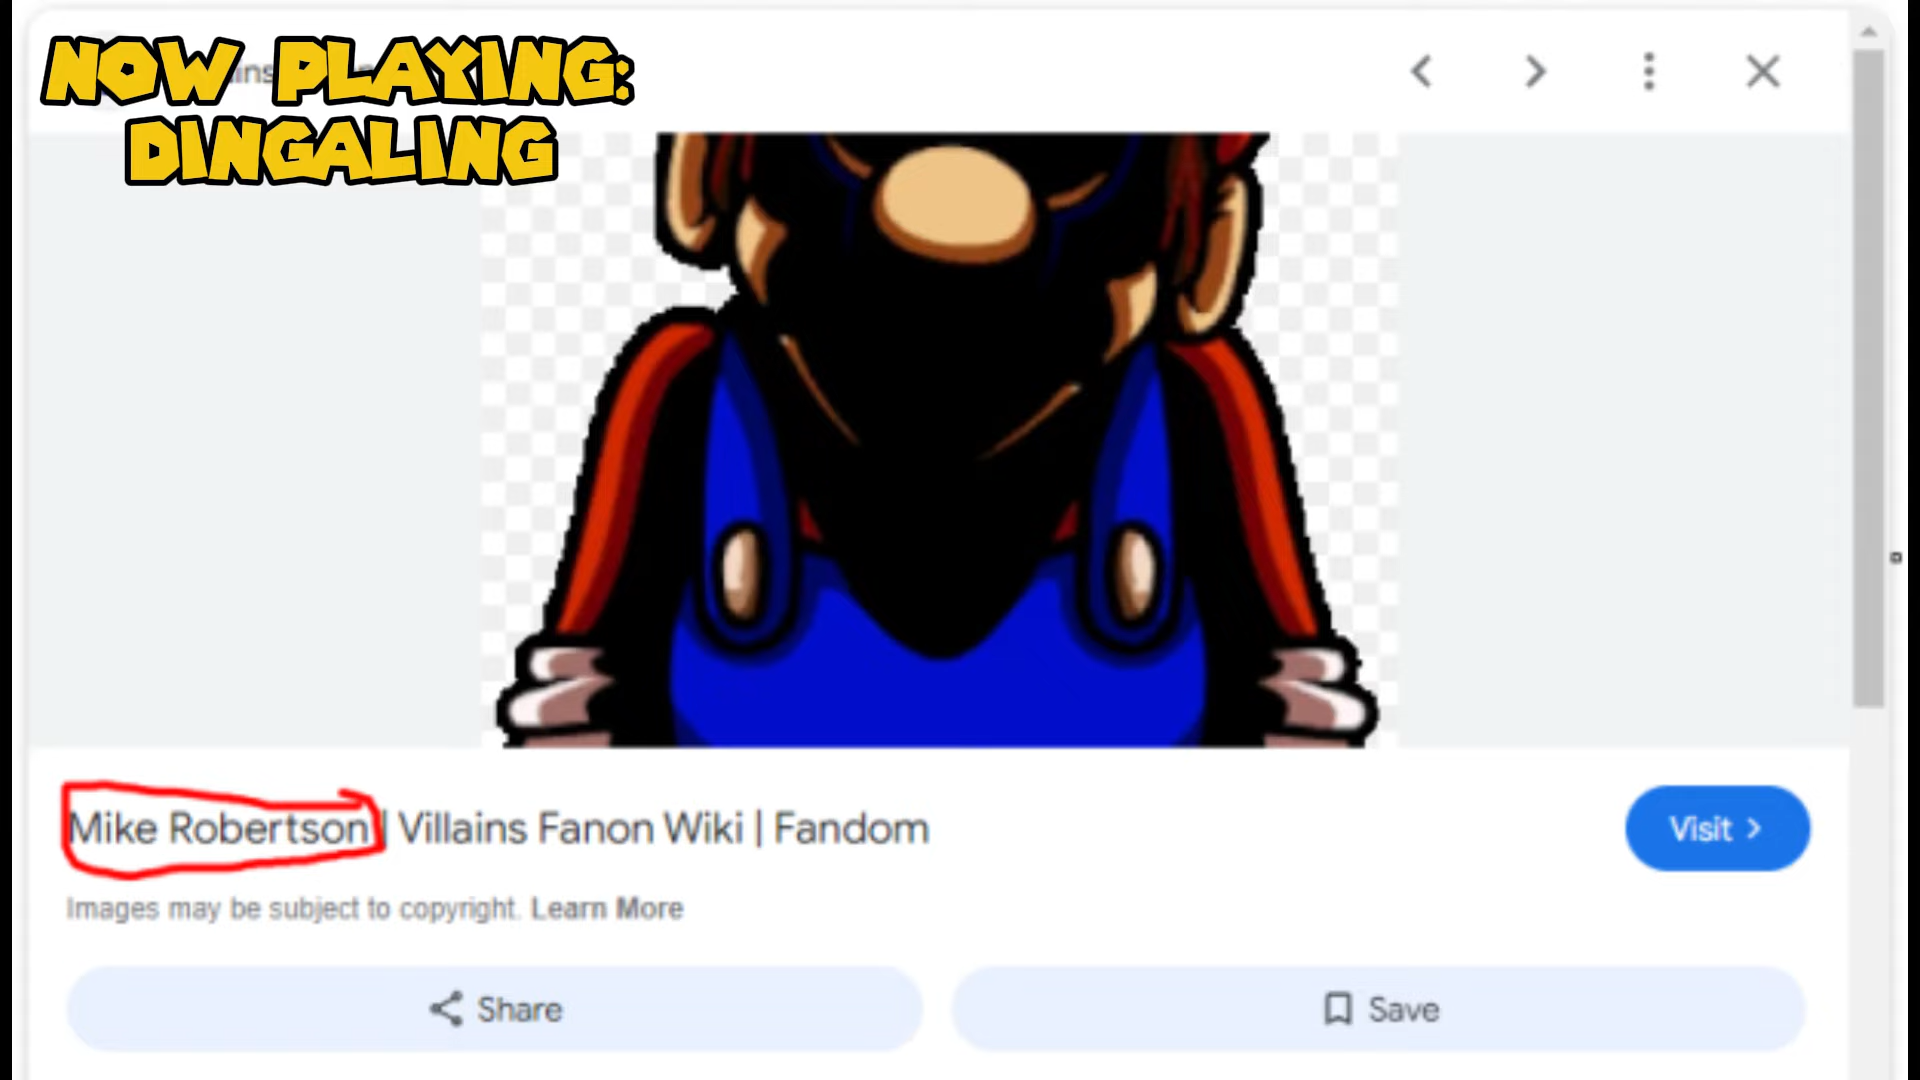 NOW PLAYING:
DINGALING
Mike Robertson | Villains Fanon Wiki | Fandom
Visit
Images may be subject to copyright. Learn More
Share
Save